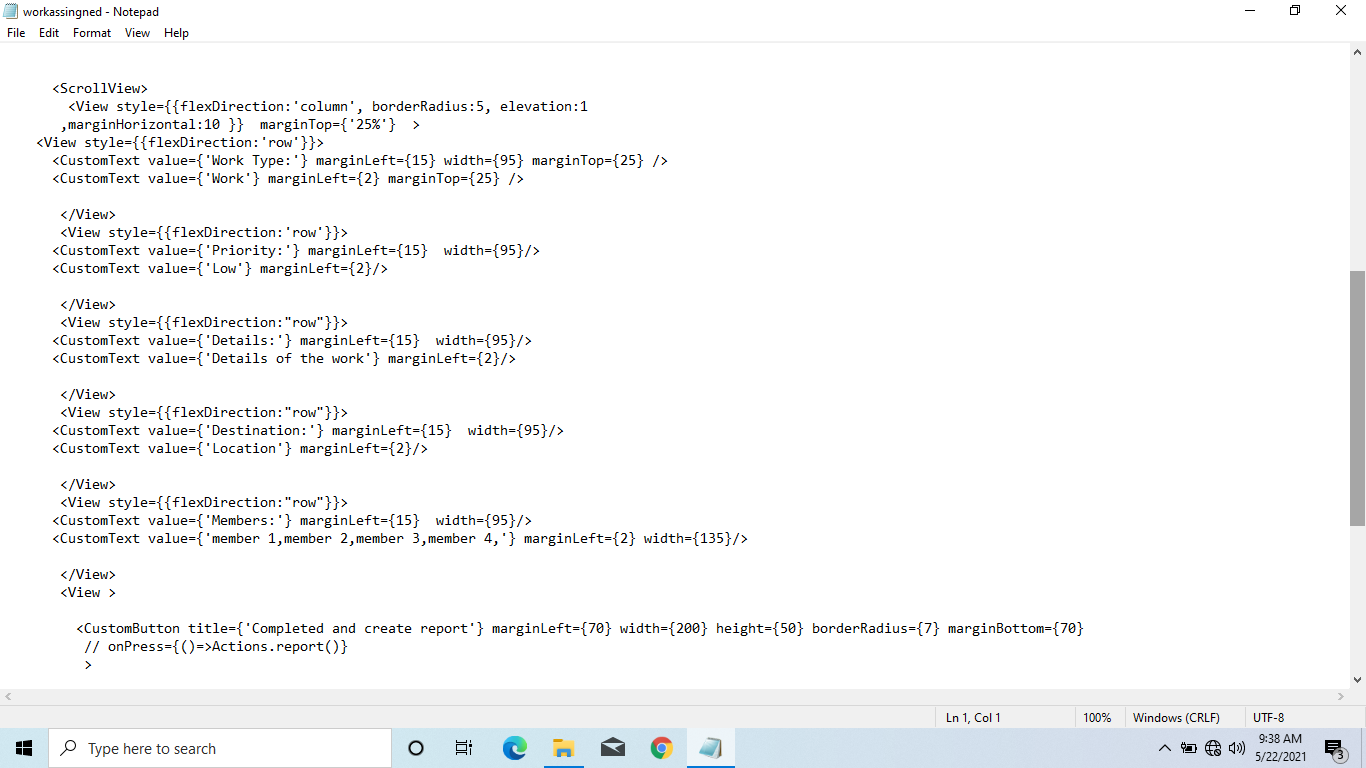 workassingned - Notepad
File Edit Format View Help
<ScrollView>
<View style={{flexDirection:'column', borderRadius:5, elevation:1
,marginHorizontal:10 }}  marginTop={'25%'}  >
<View style={{flexDirection:'row'}}>
<CustomText value={'Work Type:'} marginLeft={15} width={95} marginTop={25} />
<CustomText value={'Work'} marginLeft={2} marginTop={25} />
</View>
<View style={{flexDirection:'row'}}>
<CustomText value={'Priority:'} marginLeft={15}  width={95}/>
<CustomText value={'Low'} marginLeft={2}/>
</View>
<View style={{flexDirection:"row"}}>
<CustomText value={'Details:'} marginLeft={15}  width={95}/>
<CustomText value={'Details of the work'} marginLeft={2}/>
</View>
<View style={{flexDirection:"row"}}>
<CustomText value={'Destination:'} marginLeft={15}  width={95}/>
<CustomText value={'Location'} marginLeft={2}/>
</View>
<View style={{flexDirection:"row"}}>
<CustomText value={'Members:'} marginLeft={15}  width={95}/>
<CustomText value={'member 1,member 2,member 3,member 4,'} marginLeft={2} width={135}/>
</View>
<View >
<CustomButton title={'Completed and create report'} marginLeft={70} width={200} height={50} borderRadius={7} marginBottom={70}
// onPress={()=>Actions.report()}
>
Ln 1, Col 1 100% Windows (CRLF) UTF-8
Type here to search
9:38 AM
5/22/2021
3